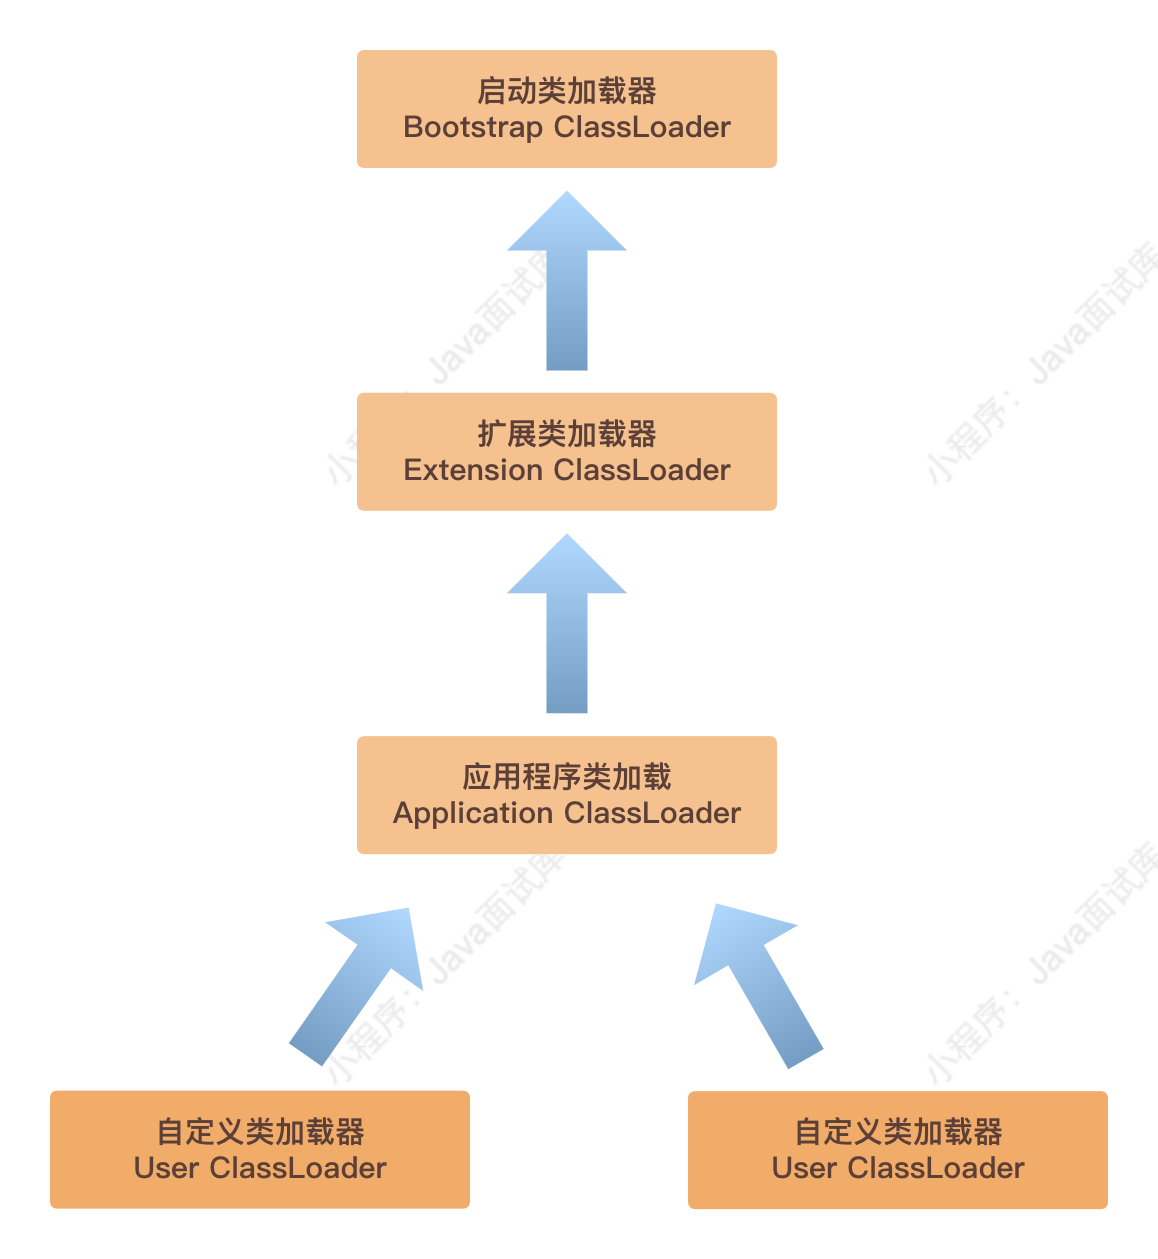 启动类加载器
Bootstrap ClassLoader
小程序：Java面试库
小程序：Java面试库
扩展类加载器
Extension ClassLoader
应用程序类加载
Application ClassLoader
小程序：Java面试库
小程序：Java面试库
自定义类加载器
User ClassLoader
自定义类加载器
User ClassLoader